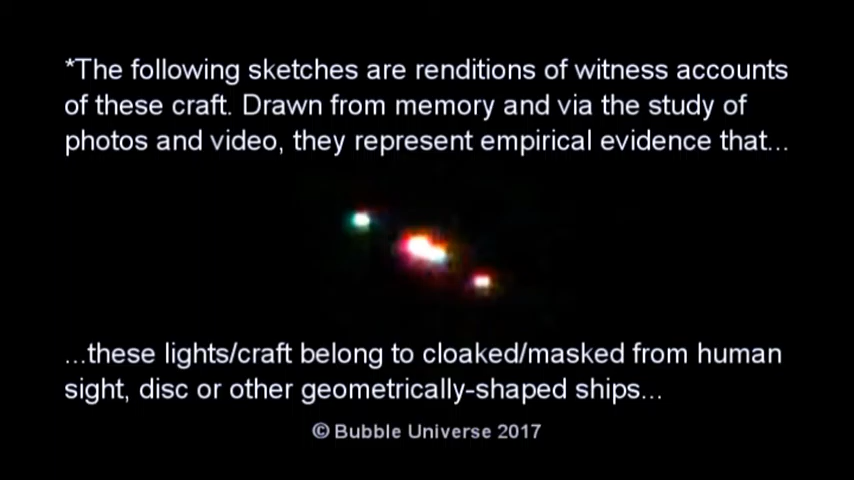 *The following sketches are renditions of witness accounts
of these craft. Drawn from memory and via the study of
photos and video, they represent empirical evidence that...
...these lights/craft belong to cloaked/masked from human
sight, disc or other geometrically-shaped ships...
© Bubble Universe 2017